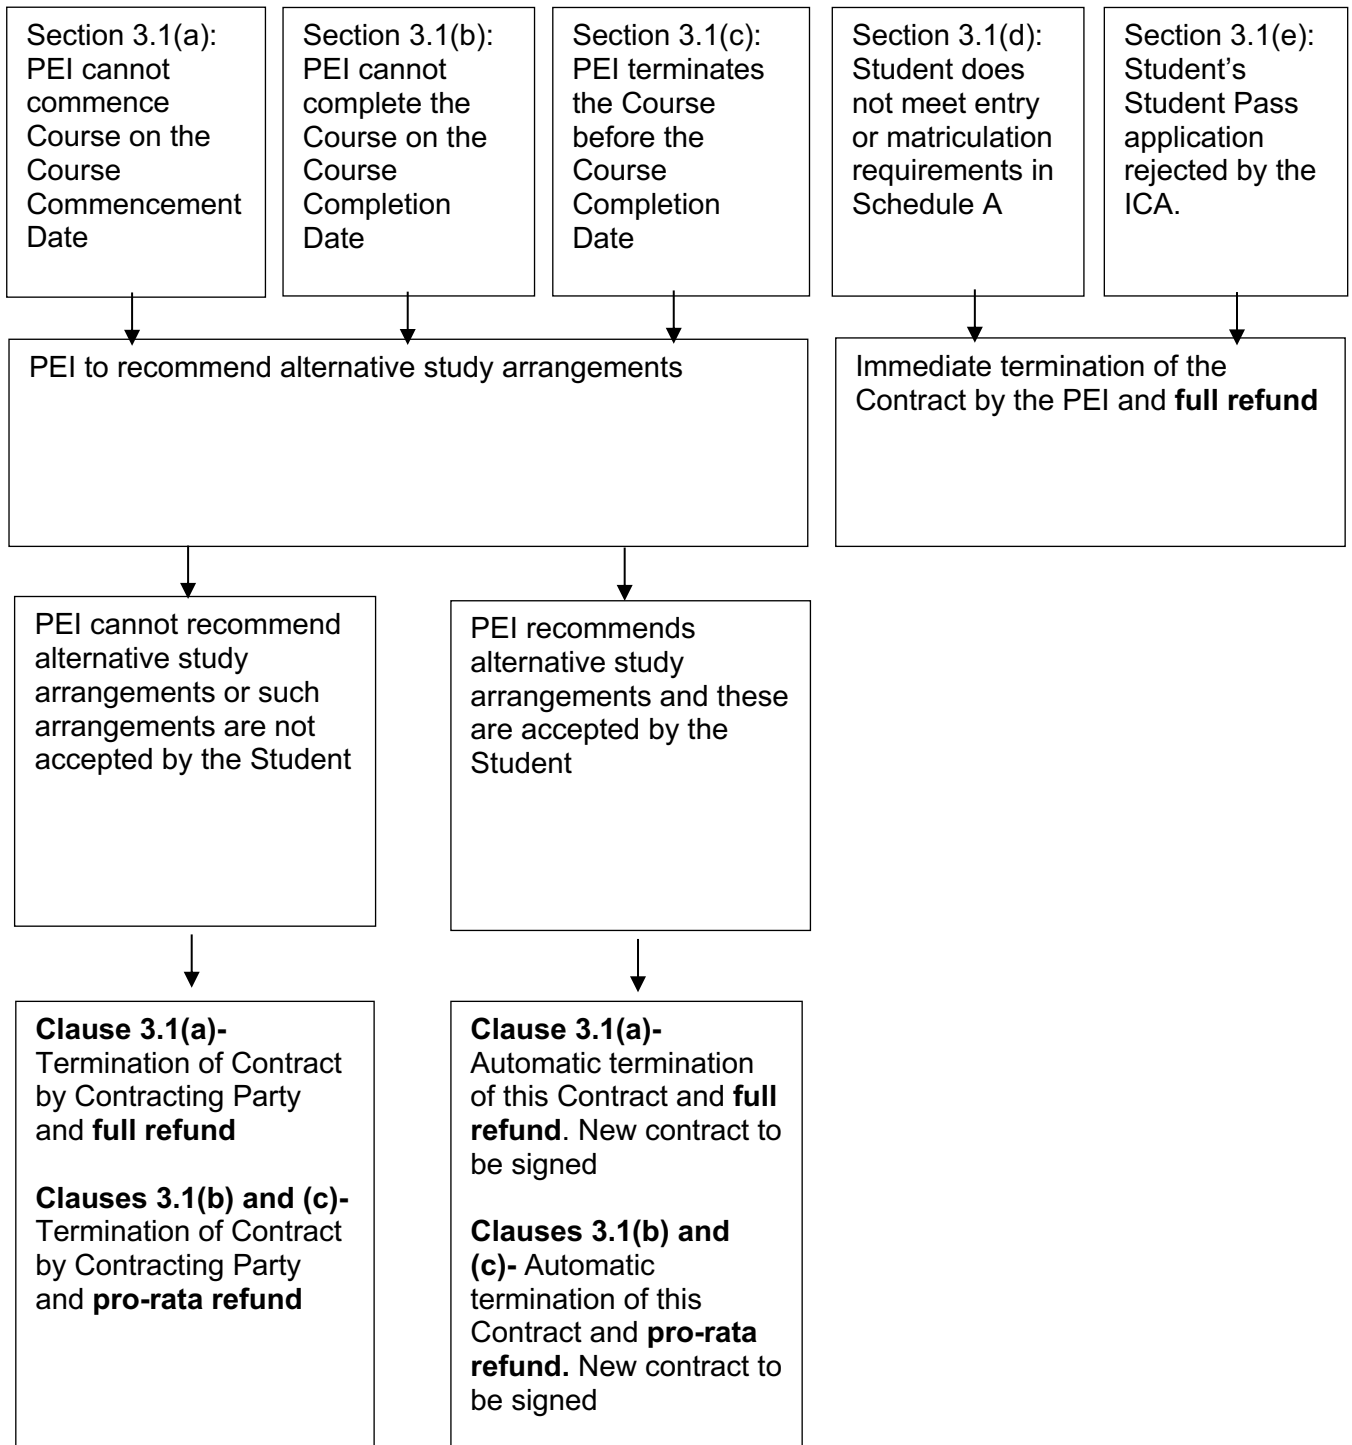 Section 3.1(a):
PEI cannot
commence
Course on the
Course
Commencement
Date
Section 3.1(b):
PEI cannot
complete the
Course on the
Course
Completion
Date
Section 3.1(c):
PEI terminates
the Course
before the
Course
Completion
Date
Section 3.1(d):
Student does
not meet entry
or matriculation
requirements in
Schedule A
Section 3.1(e):
Student’s
Student Pass
application
rejected by the
ICA.
PEI to recommend alternative study arrangements
Immediate termination of the
Contract by the PEI and full refund
PEI cannot recommend
alternative study
arrangements or such
arrangements are not
accepted by the Student
PEI recommends
alternative study
arrangements and these
are accepted by the
Student
Clause 3.1(a)-
Termination of Contract
by Contracting Party
and full refund
Clauses 3.1(b) and (c)-
Termination of Contract
by Contracting Party
and pro-rata refund
Clause 3.1(a)-
Automatic termination
of this Contract and full
refund. New contract to
be signed
Clauses 3.1(b) and
(c)- Automatic
termination of this
Contract and pro-rata
refund. New contract to
be signed